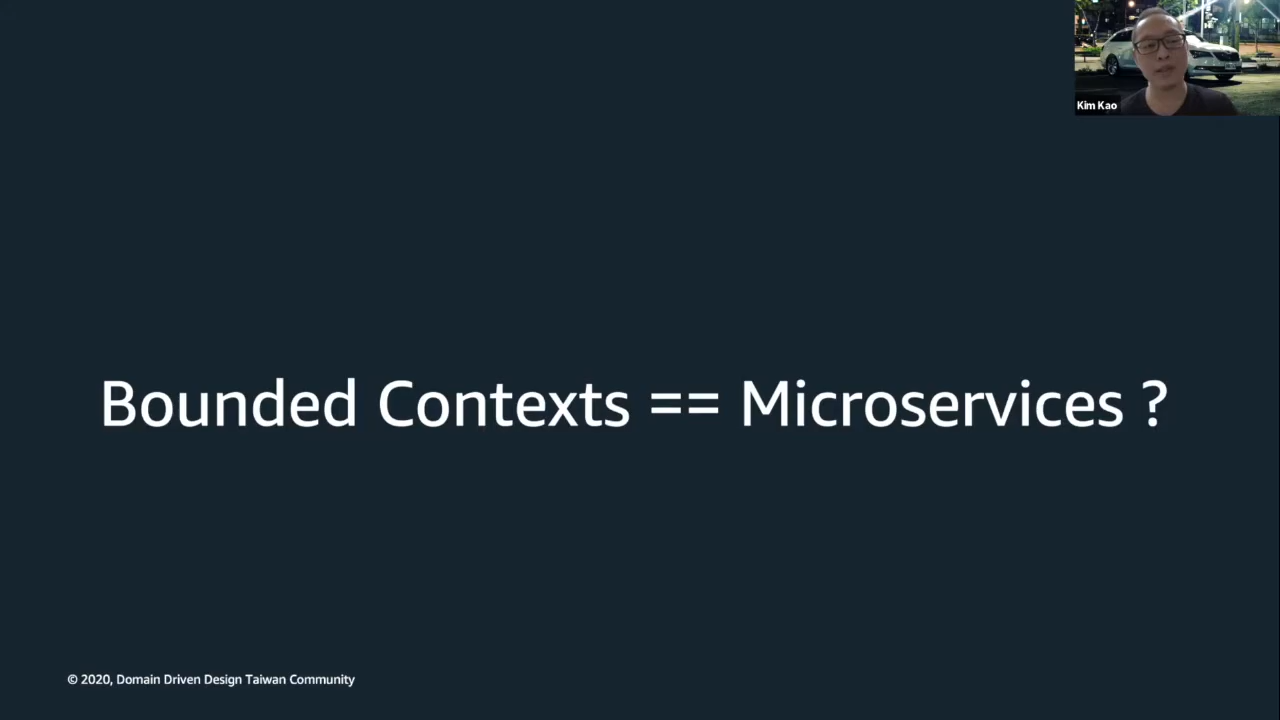 Kim Kao
Bounded Contexts == Microservices ?
© 2020, Domain Driven Design Taiwan Community